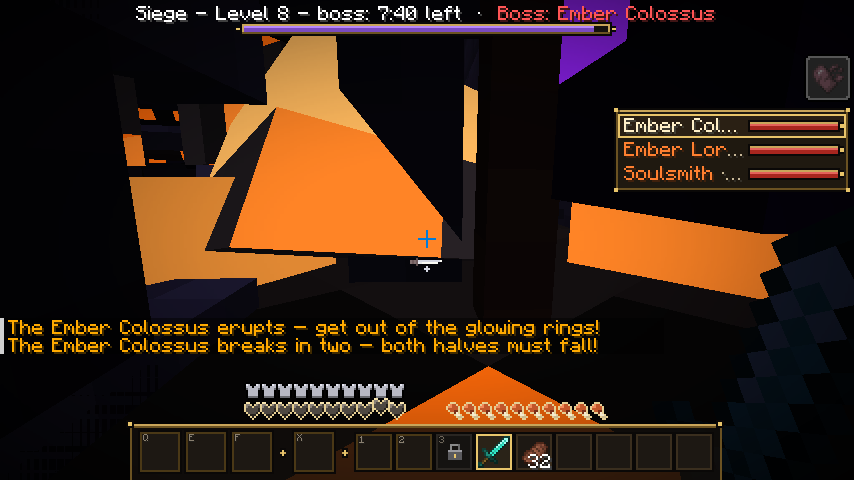 Siege – Level 8 – boss: 7:40 left · Boss: Ember Colossus
Ember Col...
Ember Lor...
Soulsmith ·...
The Ember Colossus erupts – get out of the glowing rings!
The Ember Colossus breaks in two – both halves must fall!
Q E F X 1 2 3
32